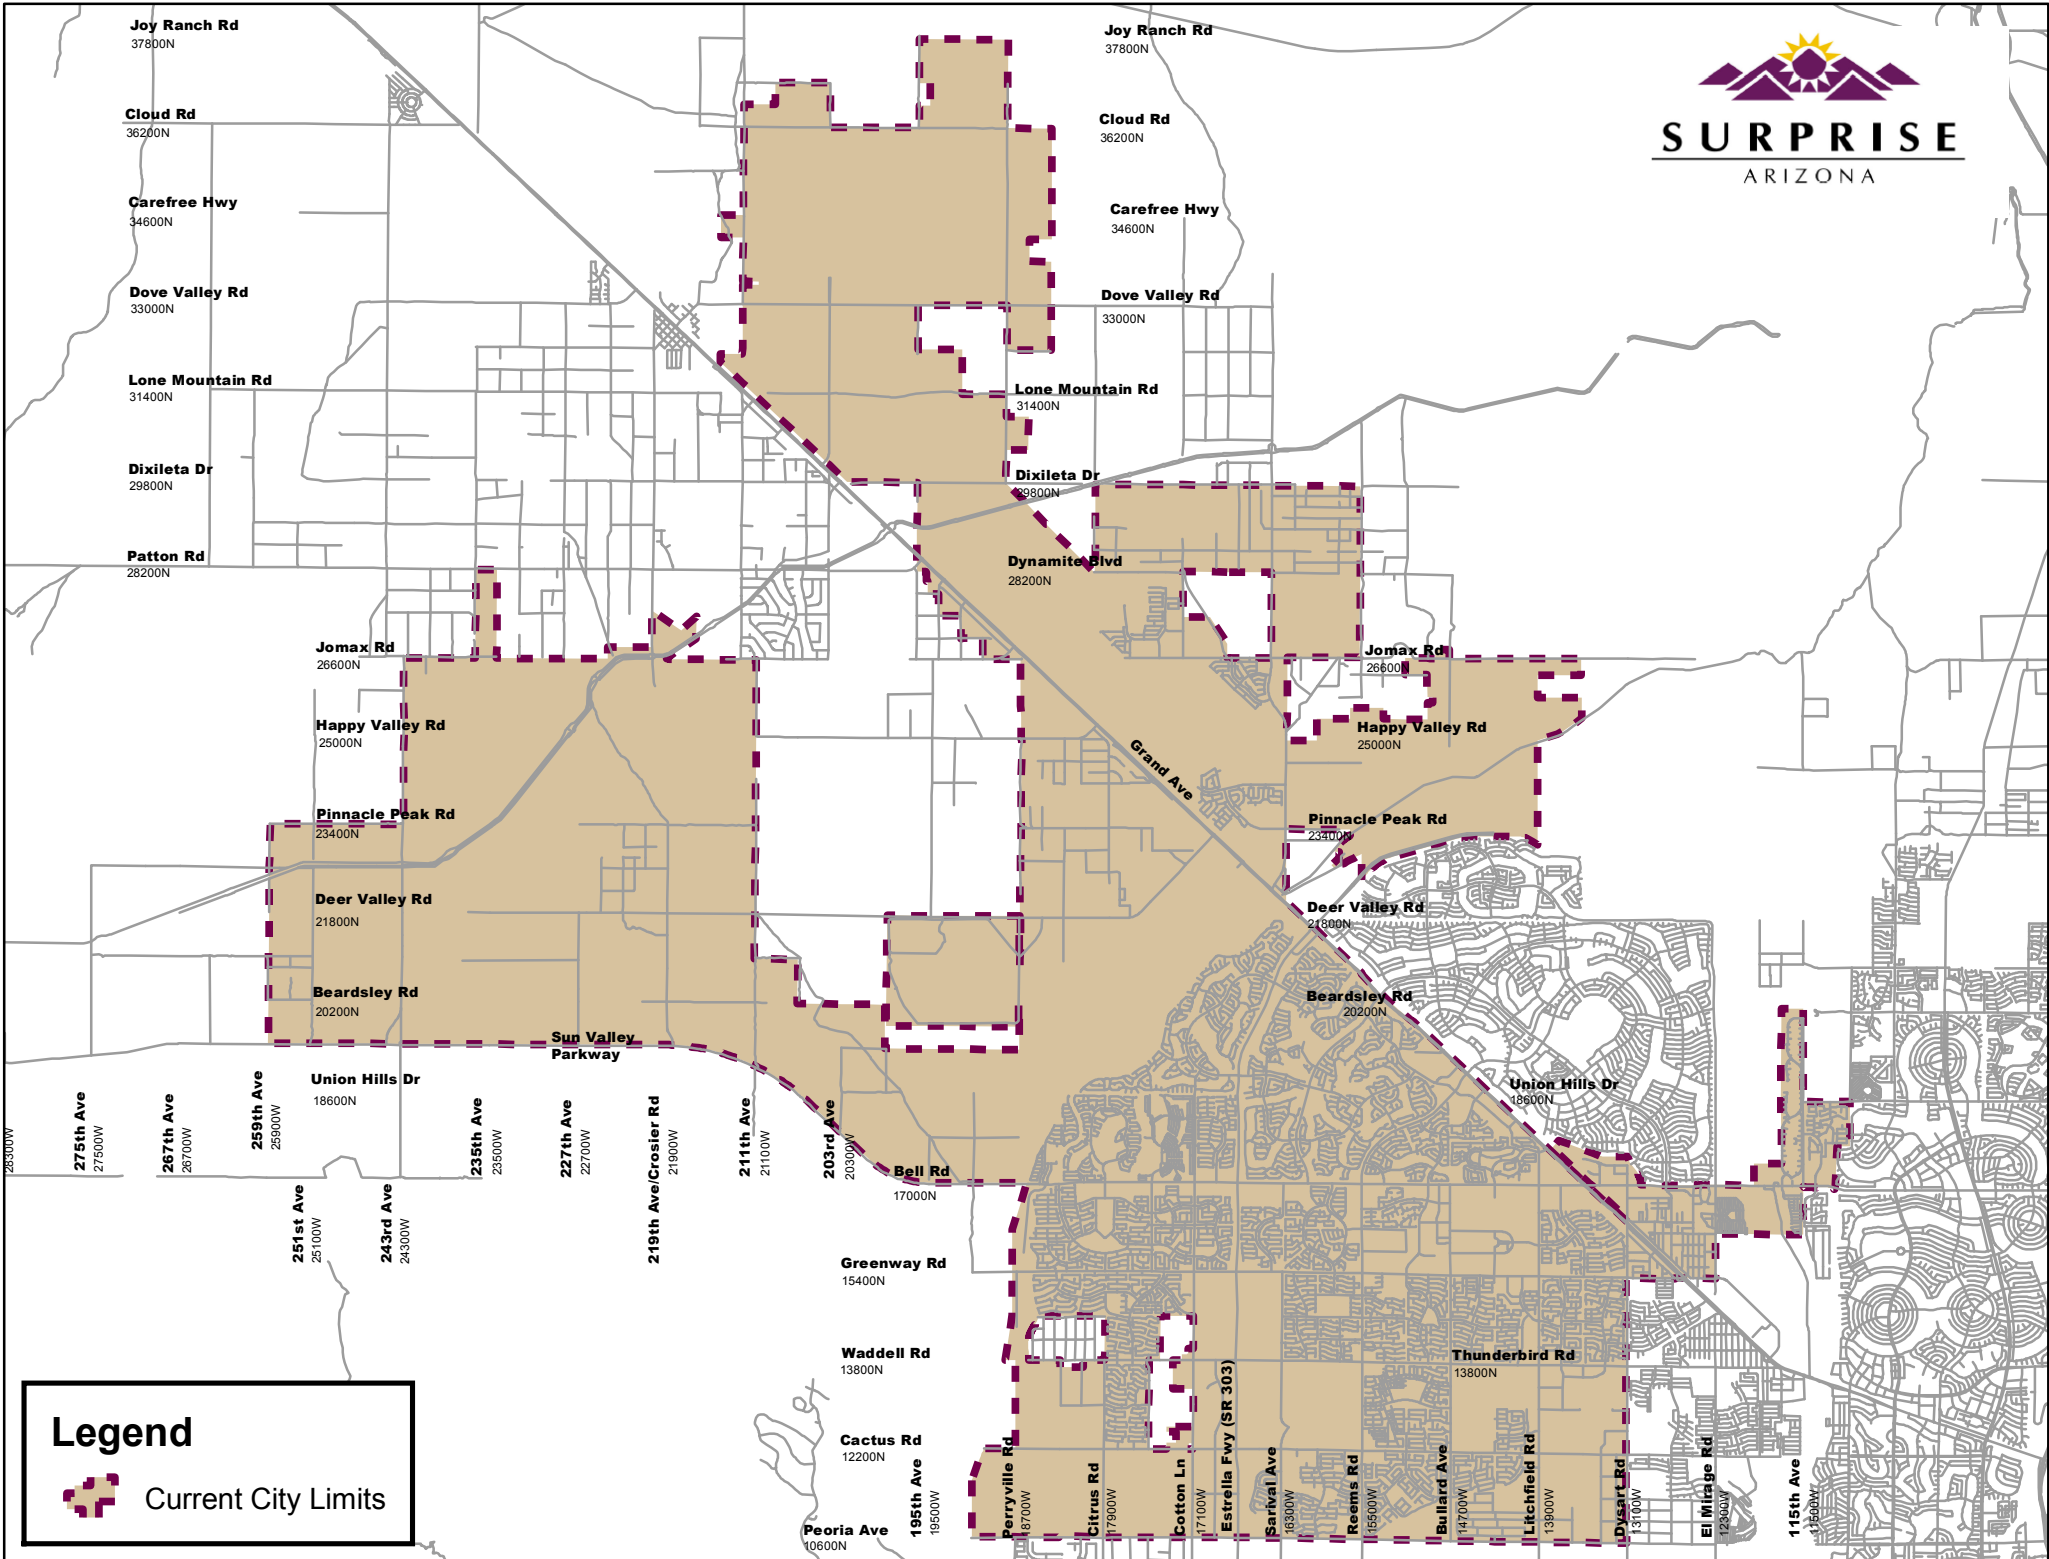 Joy Ranch Rd
37800N
Joy Ranch Rd
37800N
SURPRISE
ARIZONA
Cloud Rd
36200N
Cloud Rd
36200N
Carefree Hwy
34600N
Carefree Hwy
34600N
Dove Valley Rd
33000N
Dove Valley Rd
33000N
Lone Mountain Rd
31400N
Lone Mountain Rd
31400N
Dixileta Dr
29800N
Dixileta Dr
29800N
Patton Rd
28200N
Dynamite Blvd
28200N
Jomax Rd
26600N
Jomax Rd
26600N
Happy Valley Rd
25000N
Happy Valley Rd
25000N
Grand Ave
Pinnacle Peak Rd
23400N
Pinnacle Peak Rd
23400N
Deer Valley Rd
21800N
Deer Valley Rd
21800N
Beardsley Rd
20200N
Beardsley Rd
20200N
Sun Valley
Parkway
Union Hills Dr
18600N
Union Hills Dr
18600N
28300W
275th Ave
27500W
267th Ave
26700W
259th Ave
25900W
251st Ave
25100W
243rd Ave
24300W
235th Ave
23500W
227th Ave
22700W
219th Ave/Crosier Rd
21900W
211th Ave
21100W
203rd Ave
20300W
Bell Rd
17000N
Greenway Rd
15400N
Waddell Rd
13800N
Thunderbird Rd
13800N
Cactus Rd
12200N
Peoria Ave
10600N
195th Ave
19500W
Perryville Rd
18700W
Citrus Rd
17900W
Cotton Ln
17100W
Estrella Fwy (SR 303)
Sarival Ave
16300W
Reems Rd
15500W
Bullard Ave
14700W
Litchfield Rd
13900W
Dysart Rd
13100W
El Mirage Rd
12300W
115th Ave
11500W
Legend
Current City Limits